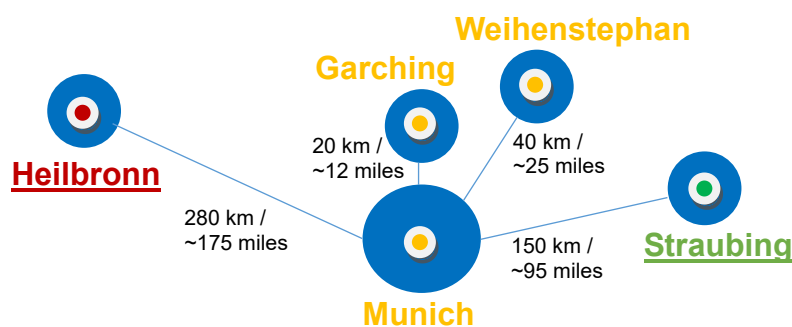 Weihenstephan
Garching
Heilbronn
20 km /
~12 miles
40 km /
~25 miles
280 km /
~175 miles
150 km /
~95 miles
Straubing
Munich